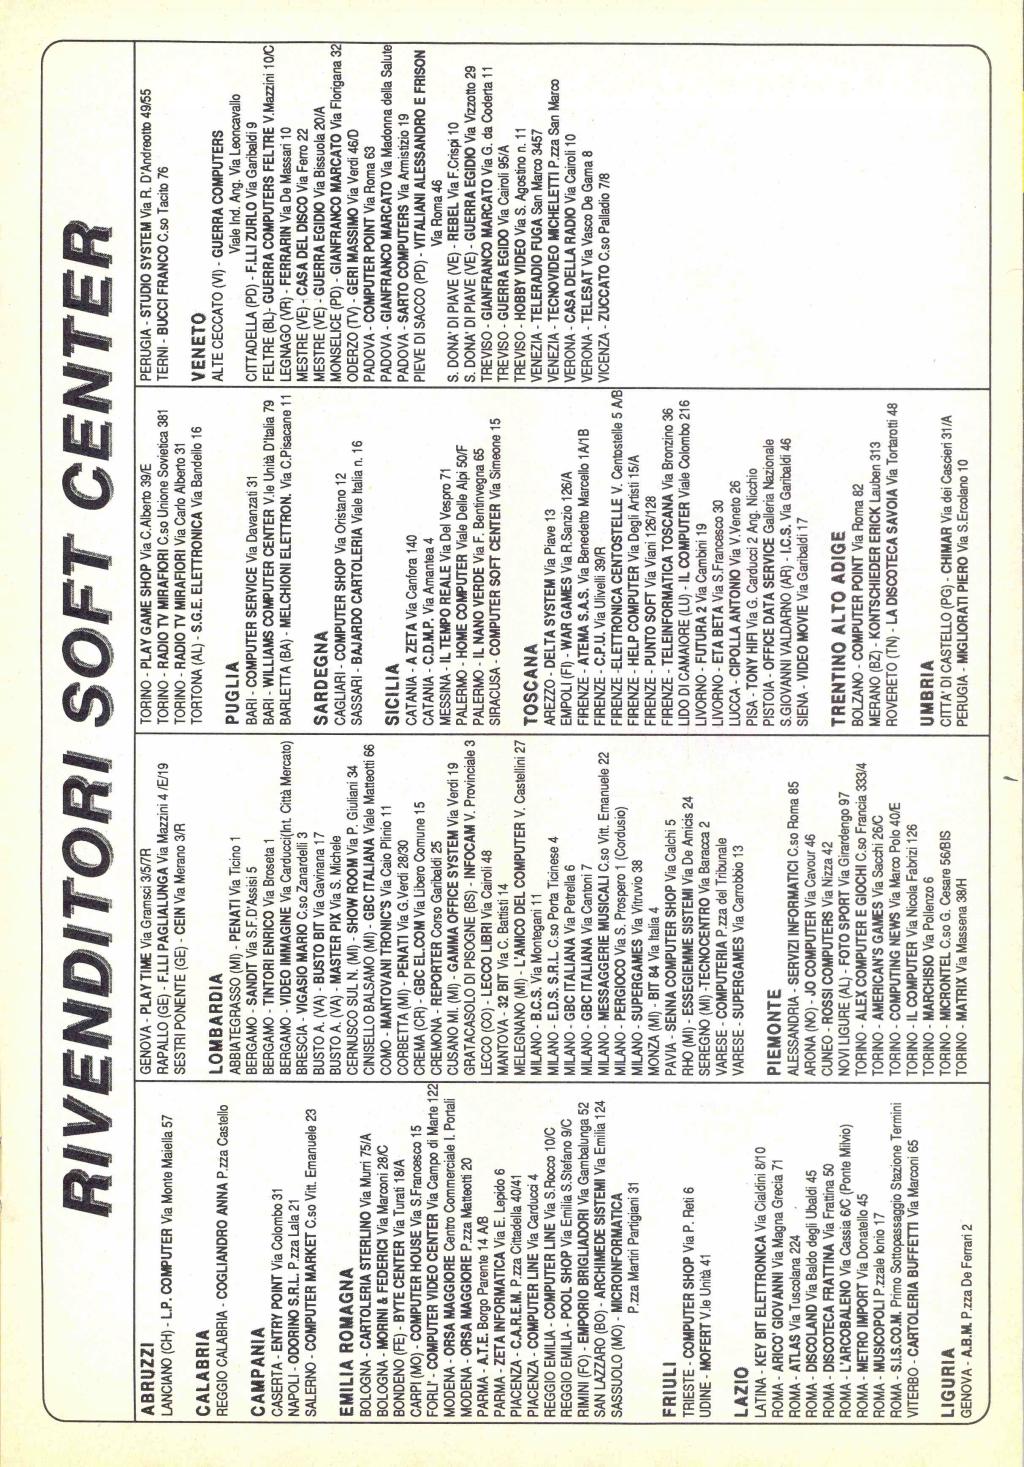 RIVENDITORI SOFT CENTER
ABRUZZI
LANCIANO (CH) - L.P. COMPUTER Via Monte Maiella 57
CALABRIA
REGGIO CALABRIA - COGLIANDRO ANNA P.zza Castello
CAMPANIA
CASERTA - ENTRY POINT Via Colombo 31
NAPOLI - ODORINO S.R.L. P.zza Lala 21
SALERNO - COMPUTER MARKET C.so Vitt. Emanuele 23
EMILIA ROMAGNA
BOLOGNA - CARTOLERIA STERLINO Via Murri 75/A
BOLOGNA - MORINI & FEDERICI Via Marconi 28/C
BONDENO (FE) - BYTE CENTER Via Turati 18/A
CARPI (MO) - COMPUTER HOUSE Via S.Francesco 15
FORLI' - COMPUTER VIDEO CENTER Via Campo di Marte 122
MODENA - ORSA MAGGIORE Centro Commerciale I. Portali
MODENA - ORSA MAGGIORE P.zza Matteotti 20
PARMA - A.T.E. Borgo Parente 14 A/B
PARMA - ZETA INFORMATICA Via E. Lepido 6
PIACENZA - C.A.R.E.M. P.zza Cittadella 40/41
PIACENZA - COMPUTER LINE Via Carducci 4
REGGIO EMILIA - COMPUTER LINE Via S.Rocco 10/C
REGGIO EMILIA - POOL SHOP Via Emilia S.Stefano 9/C
RIMINI (FO) - EMPORIO BRIGLIADORI Via Gambalunga 52
SAN LAZZARO (BO) - ARCHIMEDE SISTEMI Via Emilia 124
SASSUOLO (MO) - MICROINFORMATICA
P.zza Martiri Partigiani 31
FRIULI
TRIESTE - COMPUTER SHOP Via P. Reti 6
UDINE - MOFERT V.le Unità 41
LAZIO
LATINA - KEY BIT ELETTRONICA Via Cialdini 8/10
ROMA - ARICO' GIOVANNI Via Magna Grecia 71
ROMA - ATLAS Via Tuscolana 224
ROMA - DISCOLAND Via Baldo degli Ubaldi 45
ROMA - DISCOTECA FRATTINA Via Frattina 50
ROMA - L'ARCOBALENO Via Cassia 6/C (Ponte Milvio)
ROMA - METRO IMPORT Via Donatello 45
ROMA - MUSICOPOLI P.zzale Ionio 17
ROMA - S.I.S.CO.M. Primo Sottopassaggio Stazione Termini
VITERBO - CARTOLERIA BUFFETTI Via Marconi 65
LIGURIA
GENOVA - A.B.M. P.zza De Ferrari 2
GENOVA - PLAY TIME Via Gramsci 3/5/7R
RAPALLO (GE) - F.LLI PAGLIALUNGA Via Mazzini 4 /E/19
SESTRI PONENTE (GE) - CEIN Via Merano 3/R
LOMBARDIA
ABBIATEGRASSO (MI) - PENATI Via Ticino 1
BERGAMO - SANDIT Via S.F.D'Assisi 5
BERGAMO - TINTORI ENRICO Via Broseta 1
BERGAMO - VIDEO IMMAGINE Via Carducci(Int. Città Mercato)
BRESCIA - VIGASIO MARIO C.so Zanardelli 3
BUSTO A. (VA) - BUSTO BIT Via Gavinana 17
BUSTO A. (VA) - MASTER PIX Via S. Michele
CERNUSCO SUL N. (MI) - SHOW ROOM Via P. Giuliani 34
CINISELLO BALSAMO (MI) - GBC ITALIANA Viale Matteotti 66
COMO - MANTOVANI TRONIC'S Via Caio Plinio 11
CORBETTA (MI) - PENATI Via G.Verdi 28/30
CREMA (CR) - GBC EL.COM Via Libero Comune 15
CREMONA - REPORTER Corso Garibaldi 25
CUSANO MI. (MI) - GAMMA OFFICE SYSTEM Via Verdi 19
GRATACASOLO DI PISOGNE (BS) - INFOCAM V. Provinciale 3
LECCO (CO) - LECCO LIBRI Via Cairoli 48
MANTOVA - 32 BIT Via C. Battisti 14
MELEGNANO (MI) - L'AMICO DEL COMPUTER V. Castellini 27
MILANO - B.C.S. Via Montegani 11
MILANO - E.D.S. S.R.L. C.so Porta Ticinese 4
MILANO - GBC ITALIANA Via Petrella 6
MILANO - GBC ITALIANA Via Cantoni 7
MILANO - MESSAGGERIE MUSICALI C.so Vitt. Emanuele 22
MILANO - PERGIOCO Via S. Prospero 1 (Cordusio)
MILANO - SUPERGAMES Via Vitruvio 38
MONZA (MI) - BIT 84 Via Italia 4
PAVIA - SENNA COMPUTER SHOP Via Calchi 5
RHO (MI) - ESSEGIEMME SISTEMI Via De Amicis 24
SEREGNO (MI) -TECNOCENTRO Via Baracca 2
VARESE - COMPUTERIA P.zza del Tribunale
VARESE - SUPERGAMES Via Carrobbio 13
PIEMONTE
ALESSANDRIA - SERVIZI INFORMATICI C.so Roma 85
ARONA (NO) - JO COMPUTER Via Cavour 46
CUNEO - ROSSI COMPUTERS Via Nizza 42
NOVI LIGURE (AL) - FOTO SPORT Via Girardengo 97
TORINO - ALEX COMPUTER E GIOCHI C.so Francia 333/4
TORINO - AMERICAN'S GAMES Via Sacchi 26/C
TORINO - COMPUTING NEWS Via Marco Polo 40/E
TORINO - IL COMPUTER Via Nicola Fabrizi 126
TORINO - MARCHISIO Via Pollenzo 6
TORINO - MICRONTEL C.so G. Cesare 56/BIS
TORINO - MATRIX Via Massena 38/H
TORINO - PLAY GAME SHOP Via C.Alberto 39/E
TORINO - RADIO TV MIRAFIORI C.so Unione Sovietica 381
TORINO - RADIO TV MIRAFIORI Via Carlo Alberto 31
TORTONA (AL) - S.G.E. ELETTRONICA Via Bandello 16
PUGLIA
BARI - COMPUTER SERVICE Via Davanzati 31
BARI - WILLIAMS COMPUTER CENTER V.le Unità D'Italia 79
BARLETTA (BA) - MELCHIONI ELETTRON. Via C.Pisacane 11
SARDEGNA
CAGLIARI - COMPUTER SHOP Via Oristano 12
SASSARI - BAJARDO CARTOLERIA Viale Italia n. 16
SICILIA
CATANIA - A ZETA Via Canfora 140
CATANIA - C.D.M.P. Via Amantea 4
MESSINA - IL TEMPO REALE Via Del Vespro 71
PALERMO - HOME COMPUTER Viale Delle Alpi 50/F
PALERMO - IL NANO VERDE Via F. Bentinvegna 65
SIRACUSA - COMPUTER SOFT CENTER Via Simeone 15
TOSCANA
AREZZO - DELTA SYSTEM Via Piave 13
EMPOLI (FI) - WAR GAMES Via R.Sanzio 126/A
FIRENZE - ATEMA S.A.S. Via Benedetto Marcello 1A/1B
FIRENZE - C.P.U. Via Ulivelli 39/R
FIRENZE -ELETTRONICA CENTOSTELLE V. Centostelle 5 A/B
FIRENZE - HELP COMPUTER Via Degli Artisti 15/A
FIRENZE - PUNTO SOFT Via Viani 126/128
FIRENZE - TELEINFORMATICA TOSCANA Via Bronzino 36
LIDO DI CAMAIORE (LU) - IL COMPUTER Viale Colombo 216
LIVORNO - FUTURA 2 Via Cambini 19
LIVORNO - ETA BETA Via S.Francesco 30
LUCCA - CIPOLLA ANTONIO Via V.Veneto 26
PISA - TONY HIFI Via G. Carducci 2 Ang. Nicchio
PISTOIA - OFFICE DATA SERVICE Galleria Nazionale
S.GIOVANNI VALDARNO (AR) - I.C.S. Via Garibaldi 46
SIENA - VIDEO MOVIE Via Garibaldi 17
TRENTINO ALTO ADIGE
BOLZANO - COMPUTER POINT Via Roma 82
MERANO (BZ) - KONTSCHIEDER ERICK Lauben 313
ROVERETO (TN) - LA DISCOTECA SAVOIA Via Tortarotti 48
UMBRIA
CITTA' DI CASTELLO (PG) - CHIMAR Via dei Cascieri 31/A
PERUGIA - MIGLIORATI PIERO Via S.Ercolano 10
PERUGIA - STUDIO SYSTEM Via R. D'Andreotto 49/55
TERNI - BUCCI FRANCO C.so Tacito 76
VENETO
ALTE CECCATO (VI) - GUERRA COMPUTERS
Viale Ind. Ang. Via Leoncavallo
CITTADELLA (PD) - F.LLI ZURLO Via Garibaldi 9
FELTRE (BL)- GUERRA COMPUTERS FELTRE V.Mazzini 10/C
LEGNAGO (VR) - FERRARIN Via De Massari 10
MESTRE (VE) - CASA DEL DISCO Via Ferro 22
MESTRE (VE) - GUERRA EGIDIO Via Bissuola 20/A
MONSELICE (PD) - GIANFRANCO MARCATO Via Florigana 32
ODERZO (TV) - GERI MASSIMO Via Verdi 46/D
PADOVA - COMPUTER POINT Via Roma 63
PADOVA - GIANFRANCO MARCATO Via Madonna della Salute
PADOVA - SARTO COMPUTERS Via Armistizio 19
PIEVE DI SACCO (PD) - VITALIANI ALESSANDRO E FRISON
Via Roma 46
S. DONA' DI PIAVE (VE) - REBEL Via F.Crispi 10
S. DONA' DI PIAVE (VE) - GUERRA EGIDIO Via Vizzotto 29
TREVISO - GIANFRANCO MARCATO Via G. da Coderta 11
TREVISO - GUERRA EGIDO Via Cairoli 95/A
TREVISO - HOBBY VIDEO Via S. Agostino n. 11
VENEZIA - TELERADIO FUGA San Marco 3457
VENEZIA - TECNOVIDEO MICHELETTI P.zza San Marco
VERONA - CASA DELLA RADIO Via Cairoli 10
VERONA - TELESAT Via Vasco De Gama 8
VICENZA - ZUCCATO C.so Palladio 7/8